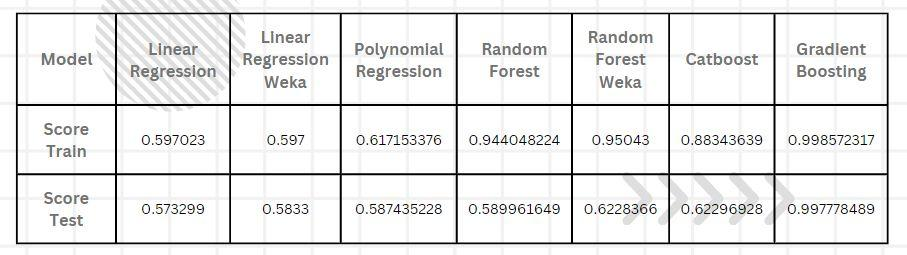 Model Linear Regression Linear Regression Weka Polynomial Regression Random Forest Random Forest Weka Catboost Gradient Boosting
Score Train 0.597023 0.597 0.617153376 0.944048224 0.95043 0.88343639 0.998572317
Score Test 0.573299 0.5833 0.587435228 0.589961649 0.6228366 0.62296928 0.997778489